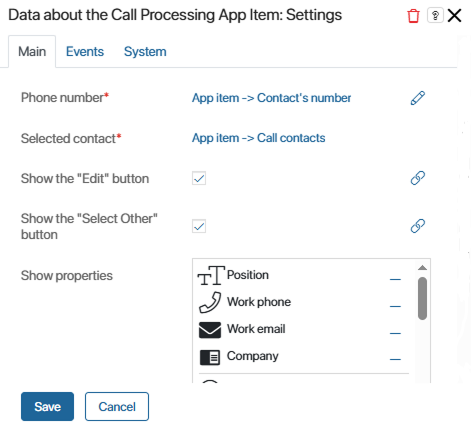 Data about the Call Processing App Item: Settings
Main Events System
Phone number* App item -> Contact's number
Selected contact* App item -> Call contacts
Show the "Edit" button
Show the "Select Other"
button
Show properties
Position
Work phone
Work email
Company
Save Cancel